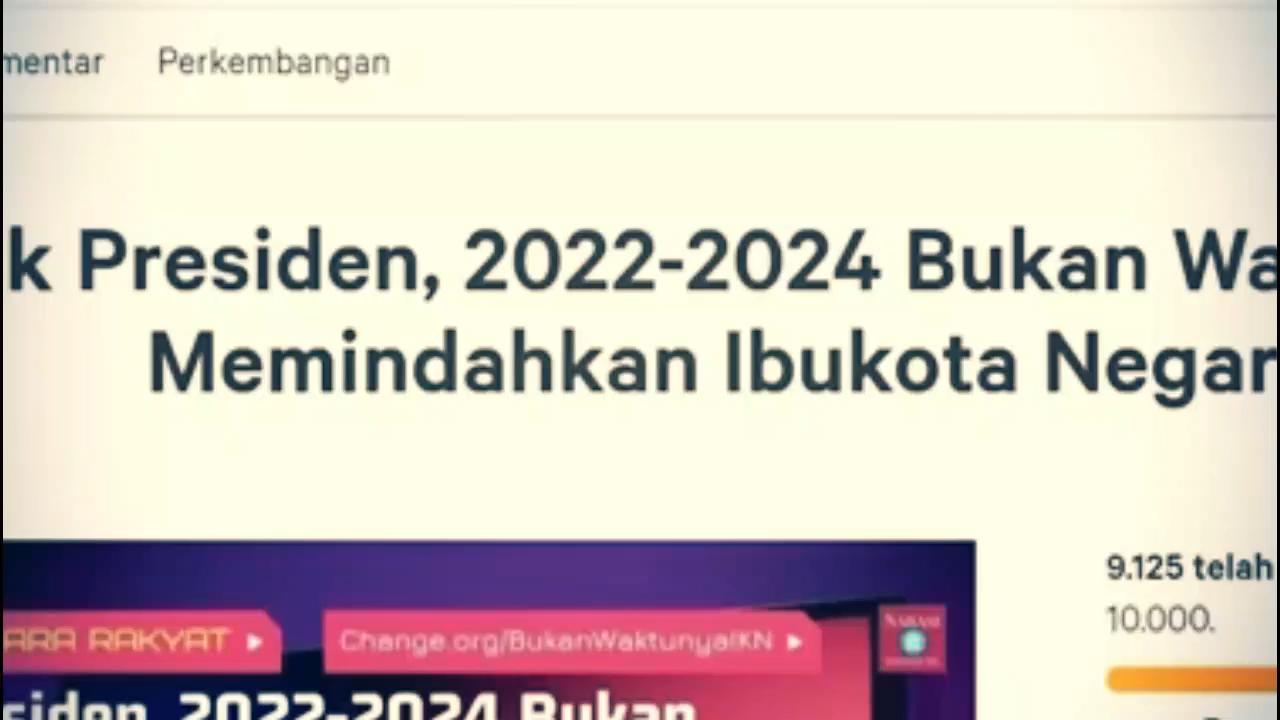 mentar Perkembangan
k Presiden, 2022-2024 Bukan Wa
Memindahkan Ibukota Negar
9.125 telah
10.000.
ARA RAKYAT
Change.org/BukanWaktunyaIKN
NARASI
siden, 2022-2024 Bukan